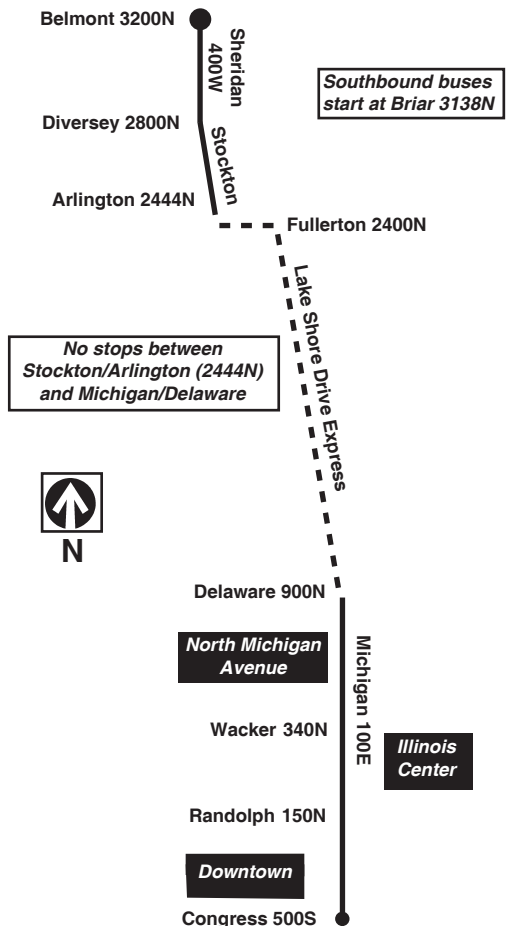 Belmont 3200N
Sheridan
400W
Southbound buses
start at Briar 3138N
Diversey 2800N
Stockton
Arlington 2444N
Fullerton 2400N
Lake Shore Drive Express
No stops between
Stockton/Arlington (2444N)
and Michigan/Delaware
N
Delaware 900N
North Michigan
Avenue
Michigan 100E
Wacker 340N
Illinois
Center
Randolph 150N
Downtown
Congress 500S